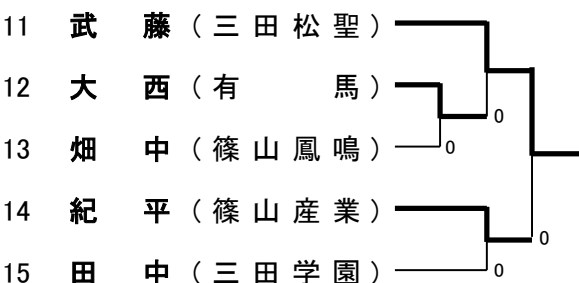 11 武 藤 ( 三 田 松 聖 )
12 大 西 ( 有 馬 )
0
13 畑 中 ( 篠 山 鳳 鳴 )
0
14 紀 平 ( 篠 山 産 業 )
0
15 田 中 ( 三 田 学 園 )
0